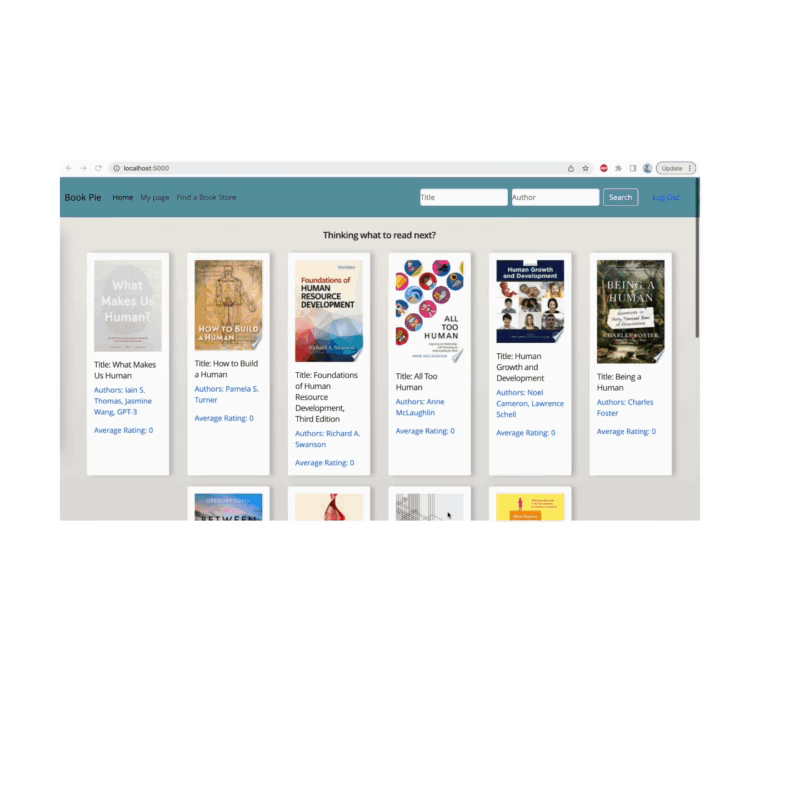 localhost:5000
Update
Book Pie Home My page Find a Book Store Title Author Search Log Out
Thinking what to read next?
What Makes Us Human?
Title: What Makes Us Human
Authors: Iain S. Thomas, Jasmine Wang, GPT-3
Average Rating: 0
HOW TO BUILD A HUMAN
Title: How to Build a Human
Authors: Pamela S. Turner
Average Rating: 0
Foundations of
HUMAN
RESOURCE
DEVELOPMENT
Richard A. Swanson
Title: Foundations of Human Resource Development, Third Edition
Authors: Richard A. Swanson
Average Rating: 0
ALL
TOO
HUMAN
ANNE MCLAUGHLIN
Title: All Too Human
Authors: Anne McLaughlin
Average Rating: 0
Human Growth
and Development
Title: Human Growth and Development
Authors: Noel Cameron, Lawrence Schell
Average Rating: 0
BEING A
HUMAN
CHARLES FOSTER
Title: Being a Human
Authors: Charles Foster
Average Rating: 0
BETWEEN